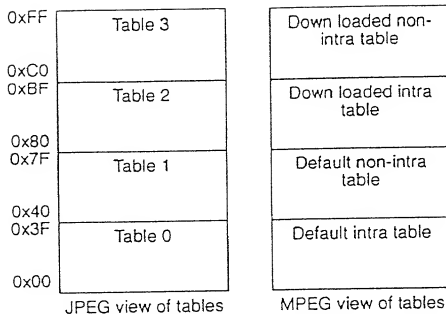 0xFF
0xC0
0xBF
0x80
0x7F
0x40
0x3F
0x00
Table 3
Table 2
Table 1
Table 0
JPEG view of tables
Down loaded non-
intra table
Down loaded intra
table
Default non-intra
table
Default intra table
MPEG view of tables